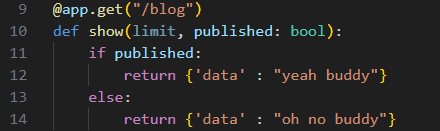 9 @app.get("/blog")
10 def show(limit, published: bool):
11     if published:
12         return {'data' : "yeah buddy"}
13     else:
14         return {'data' : "oh no buddy"}